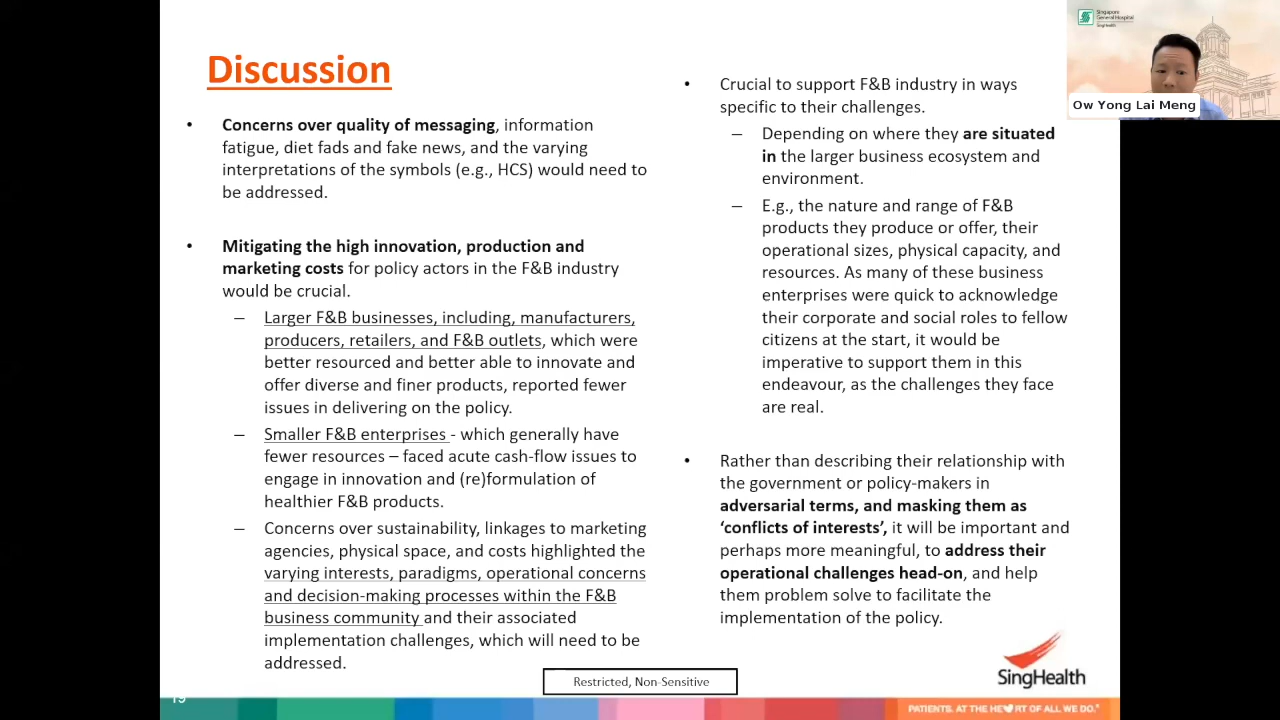 Discussion
• Concerns over quality of messaging, information
fatigue, diet fads and fake news, and the varying
interpretations of the symbols (e.g., HCS) would need to
be addressed.
• Mitigating the high innovation, production and
marketing costs for policy actors in the F&B industry
would be crucial.
– Larger F&B businesses, including, manufacturers,
producers, retailers, and F&B outlets, which were
better resourced and better able to innovate and
offer diverse and finer products, reported fewer
issues in delivering on the policy.
– Smaller F&B enterprises - which generally have
fewer resources – faced acute cash-flow issues to
engage in innovation and (re)formulation of
healthier F&B products.
– Concerns over sustainability, linkages to marketing
agencies, physical space, and costs highlighted the
varying interests, paradigms, operational concerns
and decision-making processes within the F&B
business community and their associated
implementation challenges, which will need to be
addressed.
• Crucial to support F&B industry in ways
specific to their challenges.
– Depending on where they are situated
in the larger business ecosystem and
environment.
– E.g., the nature and range of F&B
products they produce or offer, their
operational sizes, physical capacity, and
resources. As many of these business
enterprises were quick to acknowledge
their corporate and social roles to fellow
citizens at the start, it would be
imperative to support them in this
endeavour, as the challenges they face
are real.
• Rather than describing their relationship with
the government or policy-makers in
adversarial terms, and masking them as
‘conflicts of interests’, it will be important and
perhaps more meaningful, to address their
operational challenges head-on, and help
them problem solve to facilitate the
implementation of the policy.
Singapore
General Hospital
SingHealth
Ow Yong Lai Meng
SingHealth
Restricted, Non-Sensitive
19
PATIENTS. AT THE HE♥RT OF ALL WE DO.®